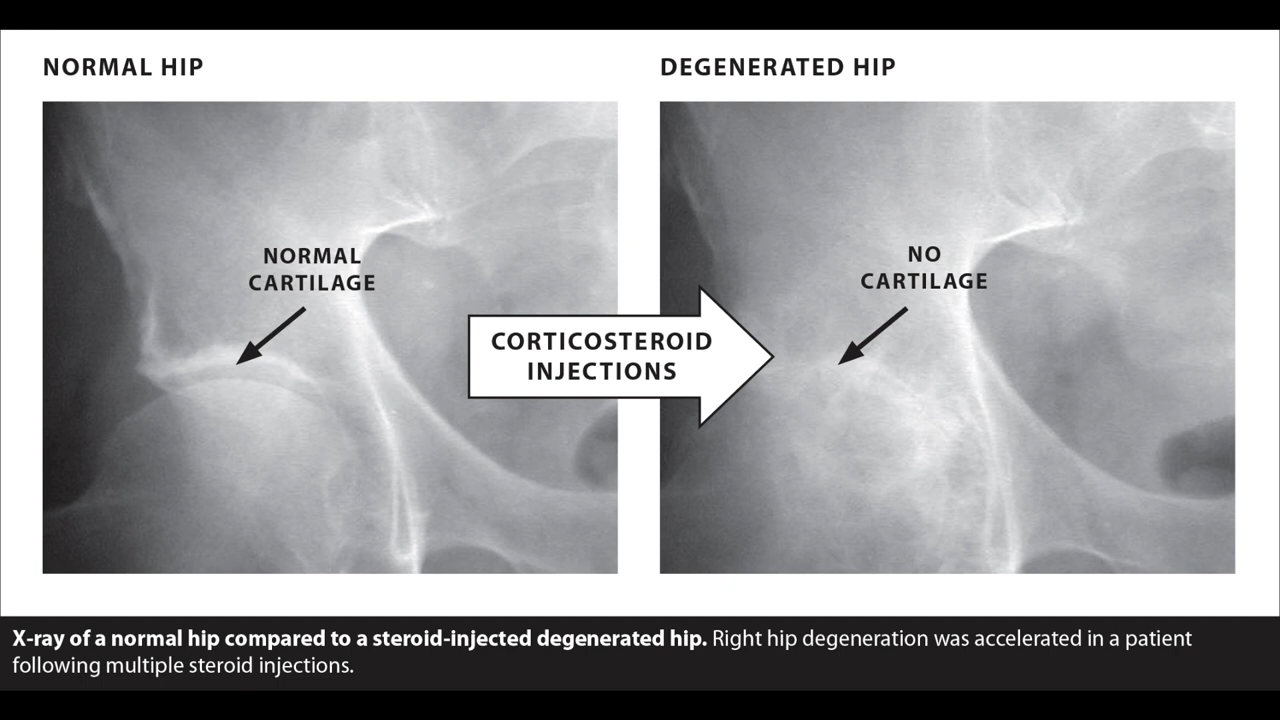 NORMAL HIP
DEGENERATED HIP
NORMAL
CARTILAGE
CORTICOSTEROID
INJECTIONS
NO
CARTILAGE
X-ray of a normal hip compared to a steroid-injected degenerated hip. Right hip degeneration was accelerated in a patient
following multiple steroid injections.